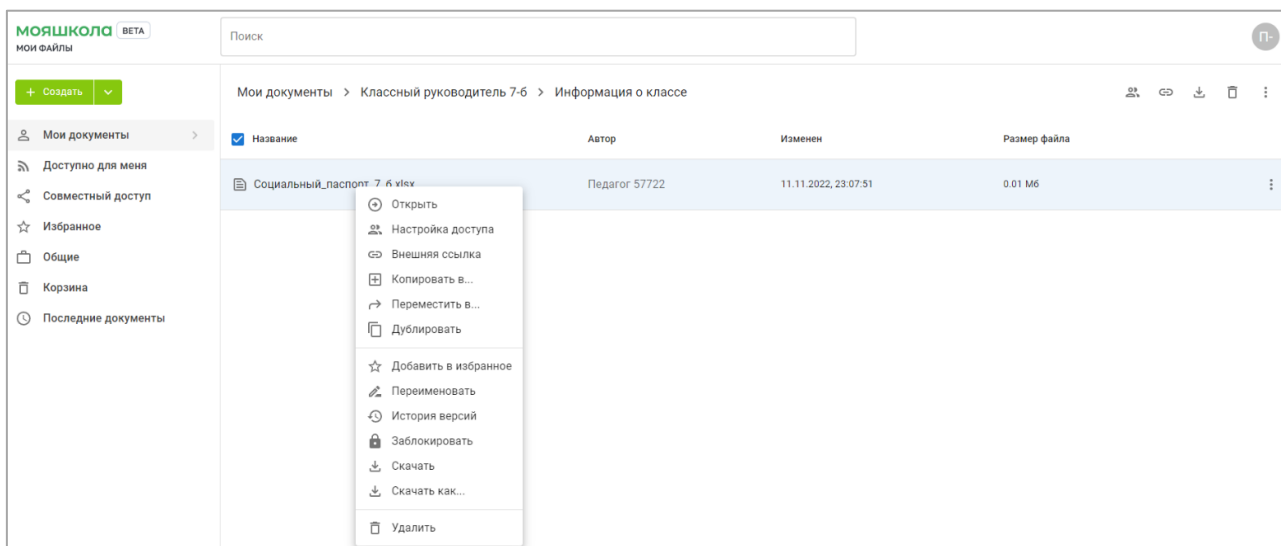 МОЯШКОЛА BETA
МОИ ФАЙЛЫ
Поиск
П-
+ Создать
Мои документы > Классный руководитель 7-б > Информация о классе
Мои документы
Доступно для меня
Совместный доступ
Избранное
Общие
Корзина
Последние документы
Название Автор Изменен Размер файла
Социальный_паспорт_7_б.xlsx Педагог 57722 11.11.2022, 23:07:51 0.01 Мб
Открыть
Настройка доступа
Внешняя ссылка
Копировать в...
Переместить в...
Дублировать
Добавить в избранное
Переименовать
История версий
Заблокировать
Скачать
Скачать как...
Удалить